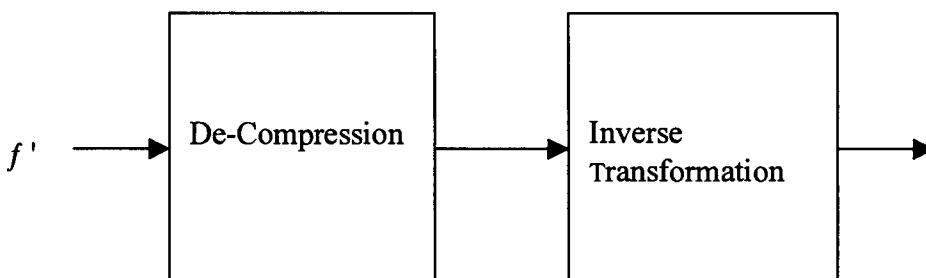 f '
De-Compression
Inverse
Transformation